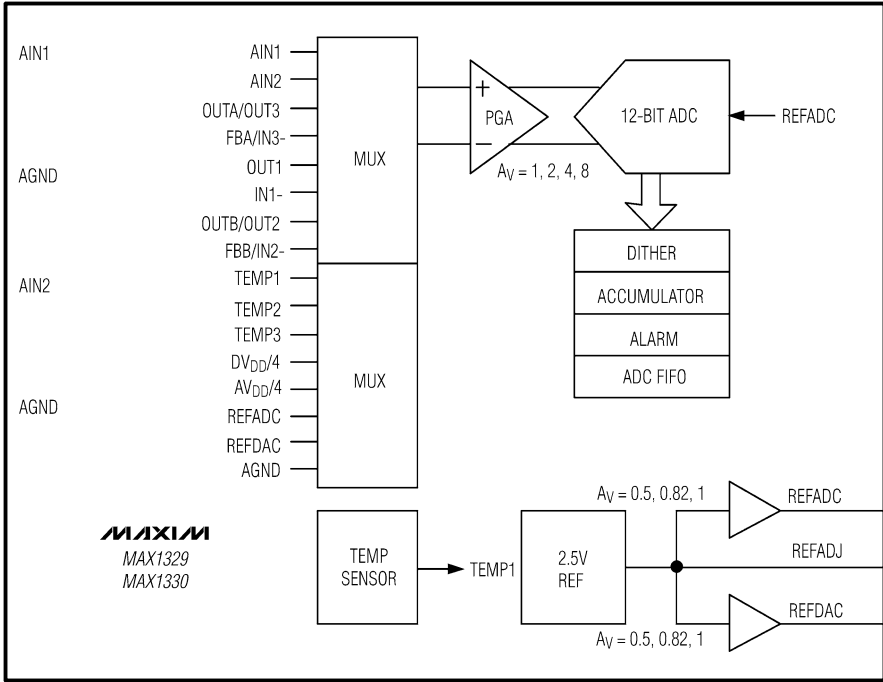 AIN1
AGND
AIN2
AGND
AIN1
AIN2
OUTA/OUT3
FBA/IN3-
OUT1
IN1-
OUTB/OUT2
FBB/IN2-
TEMP1
TEMP2
TEMP3
DVDD/4
AVDD/4
REFADC
REFDAC
AGND
MUX
MUX
+
PGA
−
AV = 1, 2, 4, 8
12-BIT ADC
REFADC
DITHER
ACCUMULATOR
ALARM
ADC FIFO
MAXIM
MAX1329
MAX1330
TEMP
SENSOR
TEMP1
2.5V
REF
AV = 0.5, 0.82, 1
REFADC
REFADJ
REFDAC
AV = 0.5, 0.82, 1